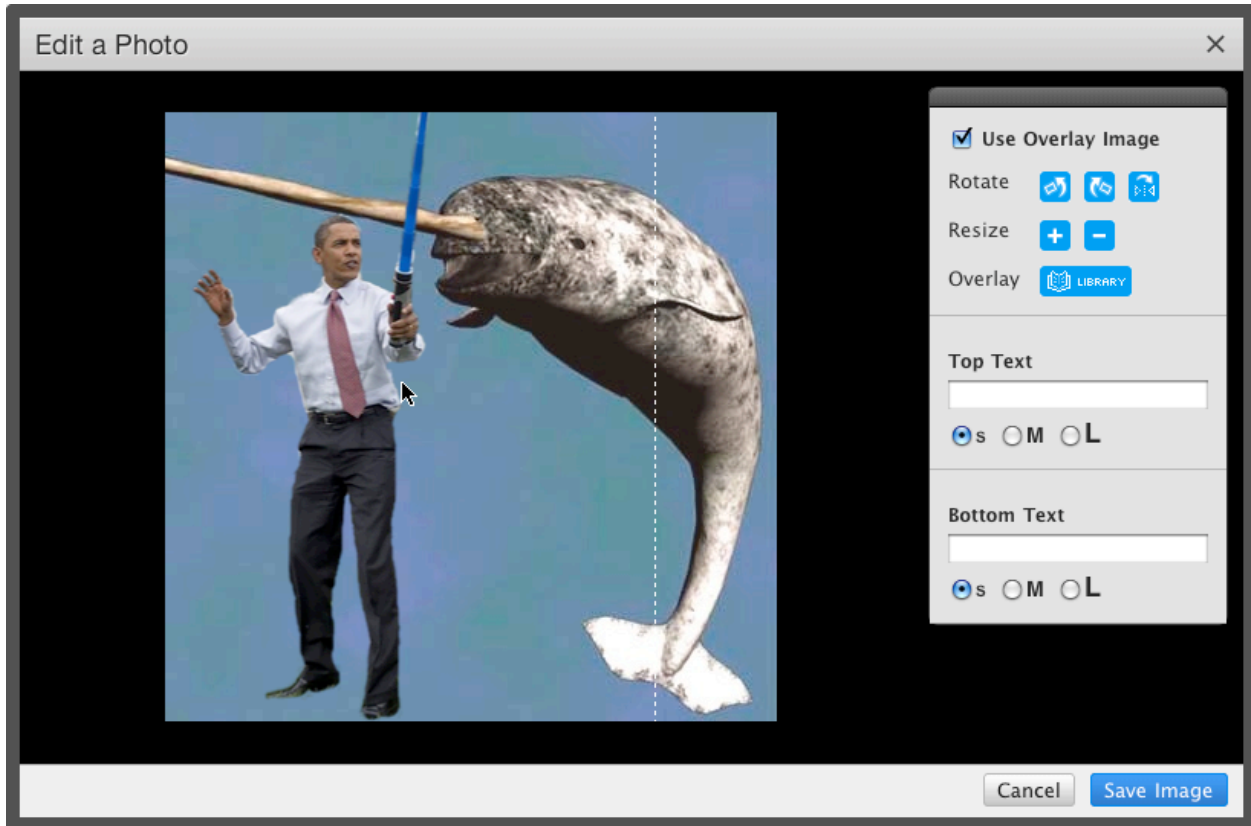 Edit a Photo
Use Overlay Image
Rotate
Resize
Overlay LIBRARY
Top Text
S M L
Bottom Text
S M L
Cancel Save Image